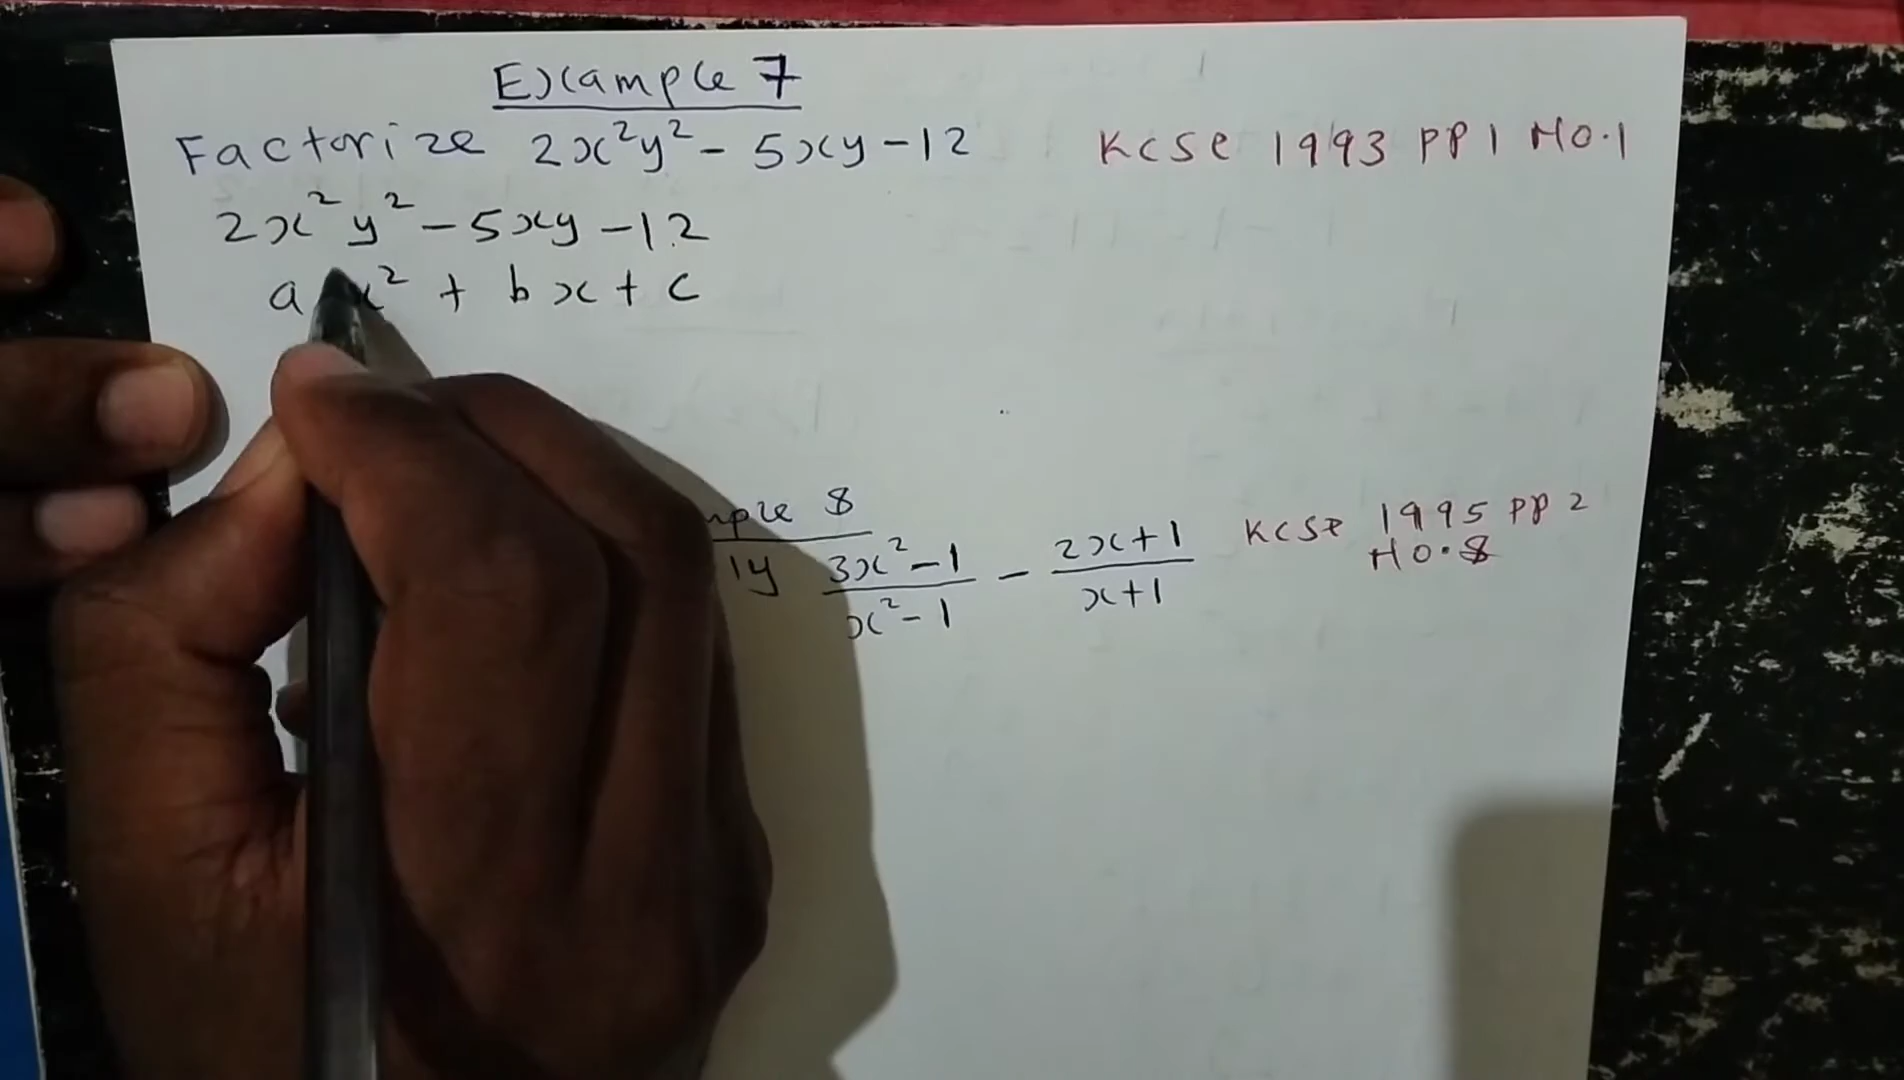 Example 7
Factorize 2x²y² - 5xy - 12 KCSE 1993 PP1 NO.1
2x²y² - 5xy - 12
a x² + bx + c
8
3x² - 1 / x² - 1 - 2x + 1 / x + 1 KCSE 1995 PP2
NO.8